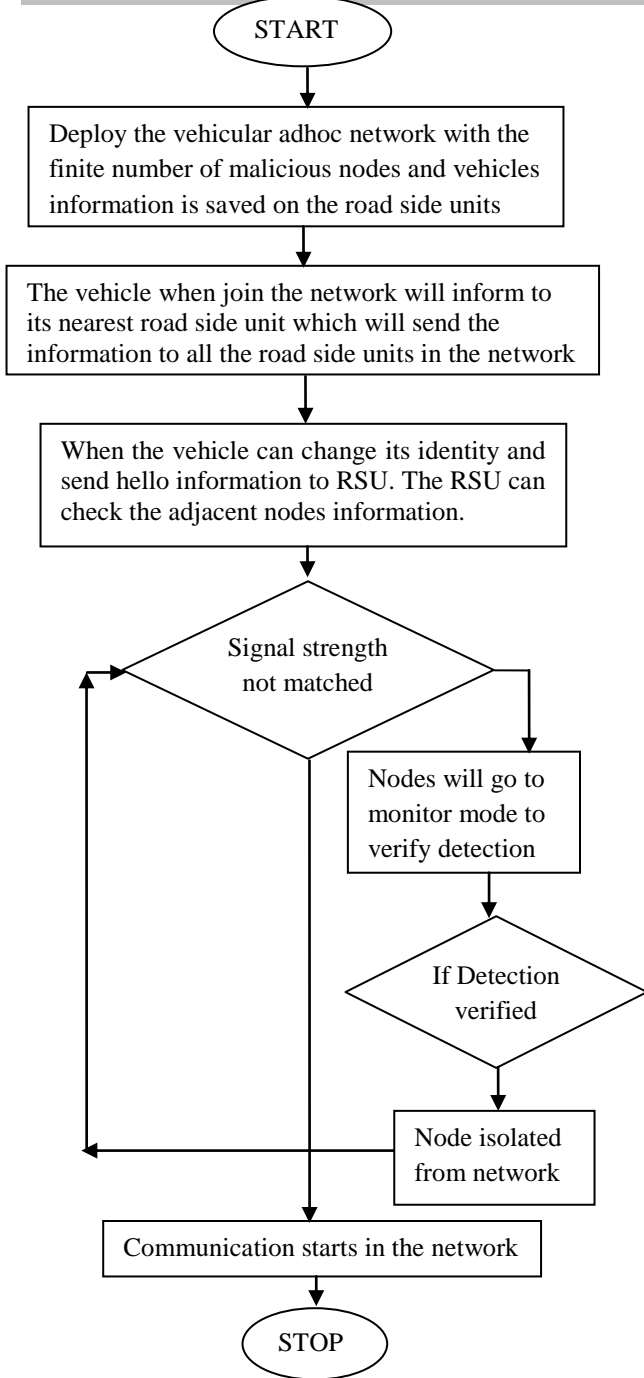 START
Deploy the vehicular adhoc network with the
finite number of malicious nodes and vehicles
information is saved on the road side units
The vehicle when join the network will inform to
its nearest road side unit which will send the
information to all the road side units in the network
When the vehicle can change its identity and
send hello information to RSU. The RSU can
check the adjacent nodes information.
Signal strength
not matched
Nodes will go to
monitor mode to
verify detection
If Detection
verified
Node isolated
from network
Communication starts in the network
STOP